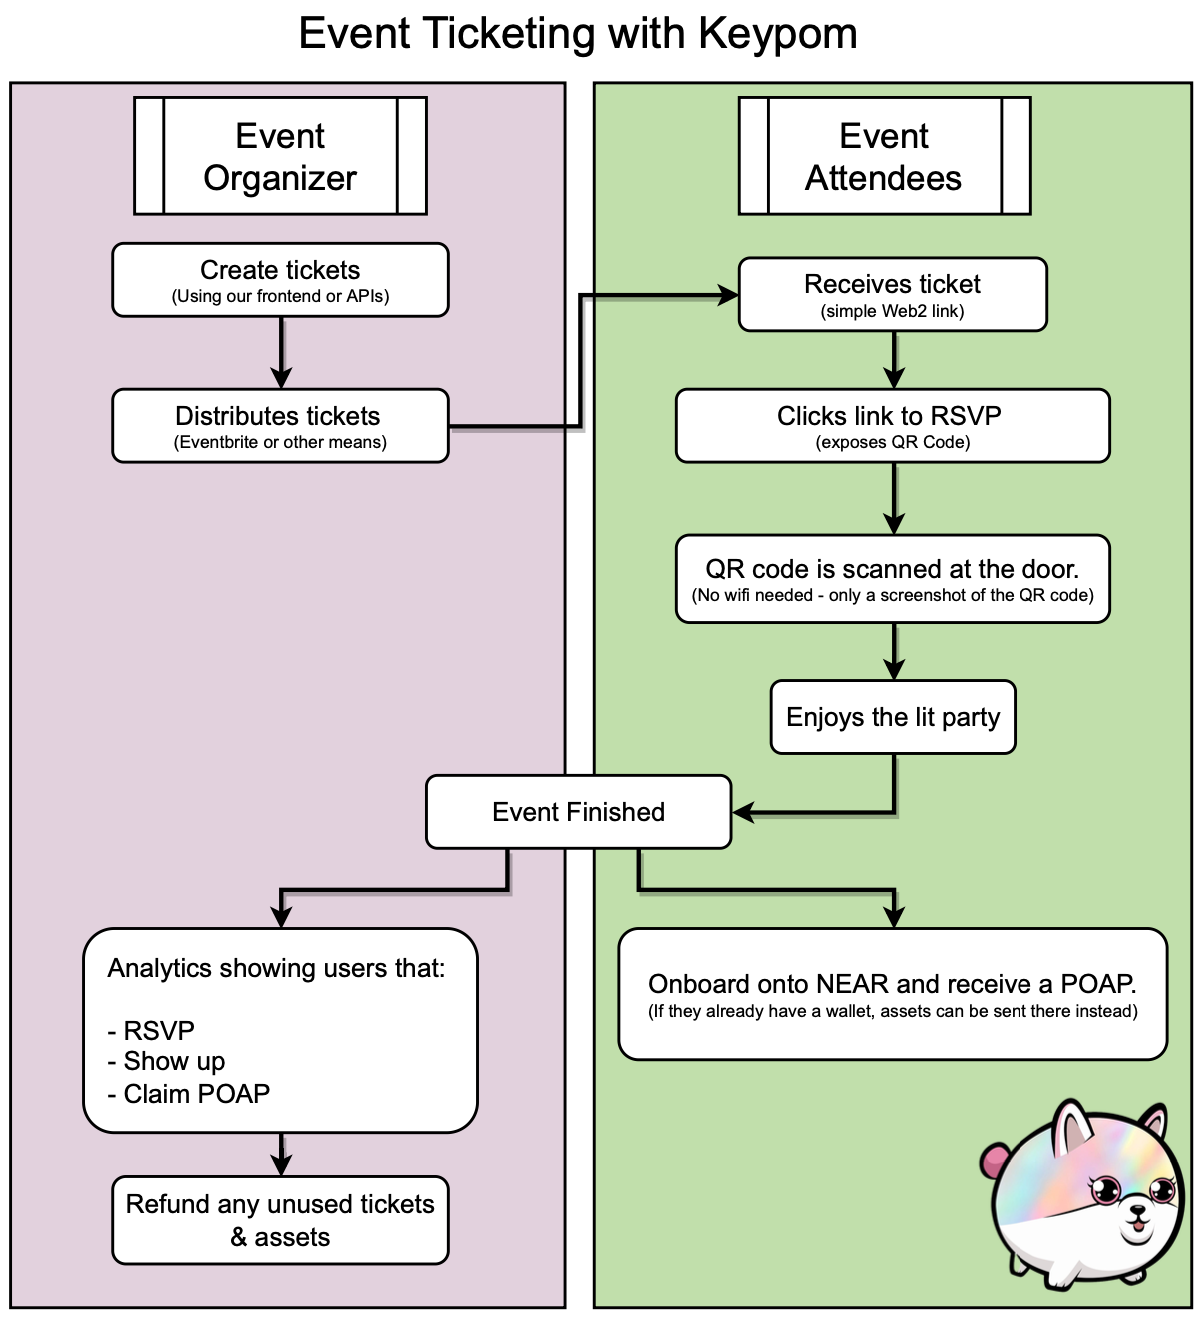 Event Ticketing with Keypom
Event
Organizer
Create tickets
(Using our frontend or APIs)
Distributes tickets
(Eventbrite or other means)
Event
Attendees
Receives ticket
(simple Web2 link)
Clicks link to RSVP
(exposes QR Code)
QR code is scanned at the door.
(No wifi needed - only a screenshot of the QR code)
Enjoys the lit party
Event Finished
Analytics showing users that:
- RSVP
- Show up
- Claim POAP
Refund any unused tickets
& assets
Onboard onto NEAR and receive a POAP.
(If they already have a wallet, assets can be sent there instead)